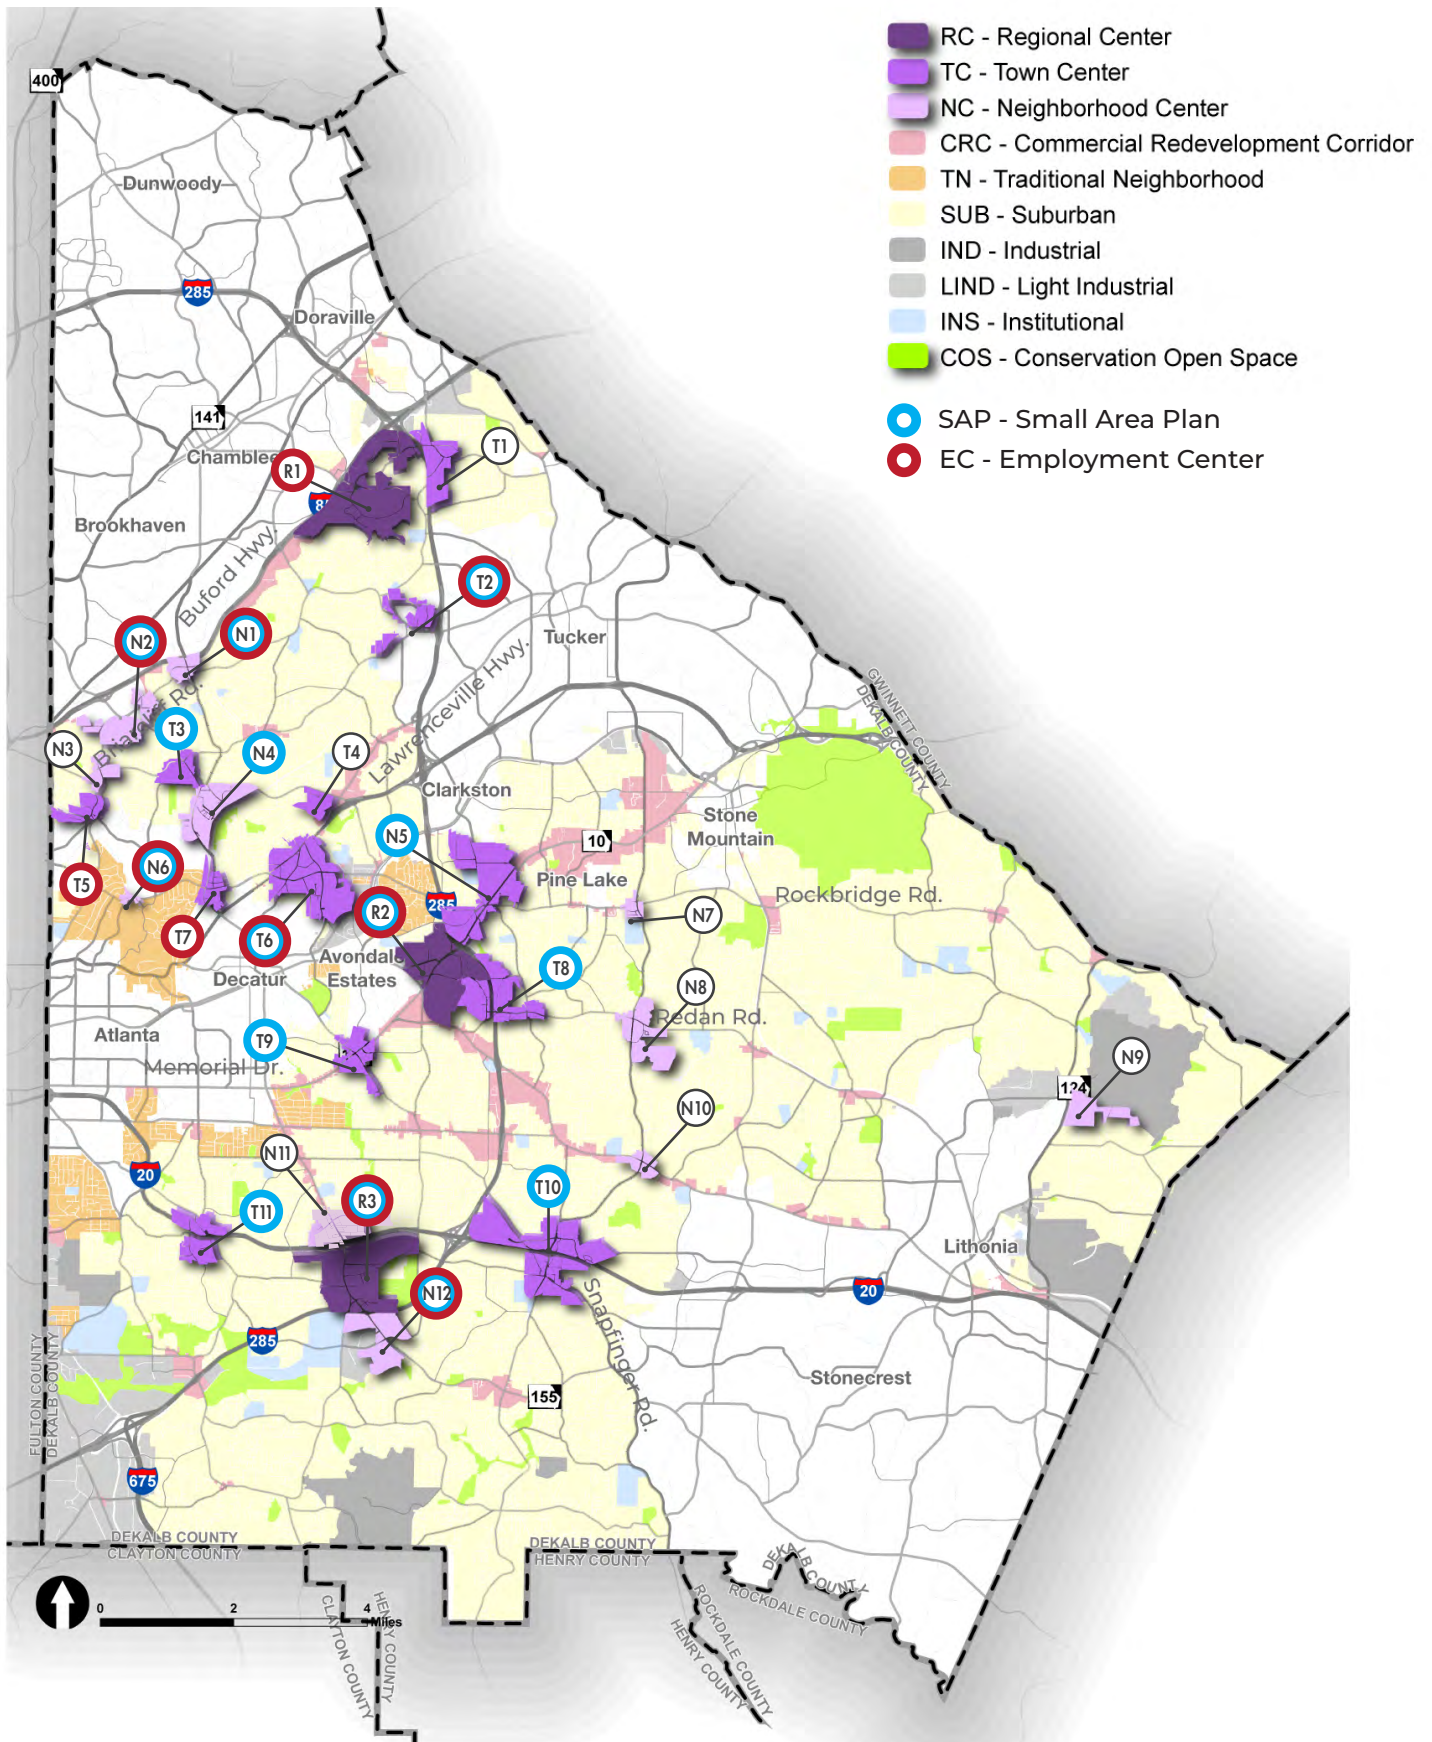 RC - Regional Center
TC - Town Center
NC - Neighborhood Center
CRC - Commercial Redevelopment Corridor
TN - Traditional Neighborhood
SUB - Suburban
IND - Industrial
LIND - Light Industrial
INS - Institutional
COS - Conservation Open Space
SAP - Small Area Plan
EC - Employment Center
400
Dunwoody
285
Doraville
141
Chamblee
R1
T1
85
Brookhaven
Buford Hwy.
T2
N2
N1
Tucker
Lawrenceville Hwy.
GWINNETT COUNTY
DEKALB COUNTY
T3
N3
N4
T4
Clarkston
Stone
Mountain
N5
10
Pine Lake
Rockbridge Rd.
T5
N6
R2
285
N7
T7
T6
Avondale
Estates
Decatur
T8
N8
Redan Rd.
Atlanta
T9
Memorial Dr.
N9
124
N10
N11
20
R3
T10
T11
Lithonia
N12
20
Snapfinger Rd.
285
Stonecrest
155
FULTON COUNTY
DEKALB COUNTY
675
DEKALB COUNTY
CLAYTON COUNTY
DEKALB COUNTY
HENRY COUNTY
DEKALB COUNTY
ROCKDALE COUNTY
0 2 4
Miles
CLAYTON COUNTY
HENRY COUNTY
ROCKDALE COUNTY
HENRY COUNTY